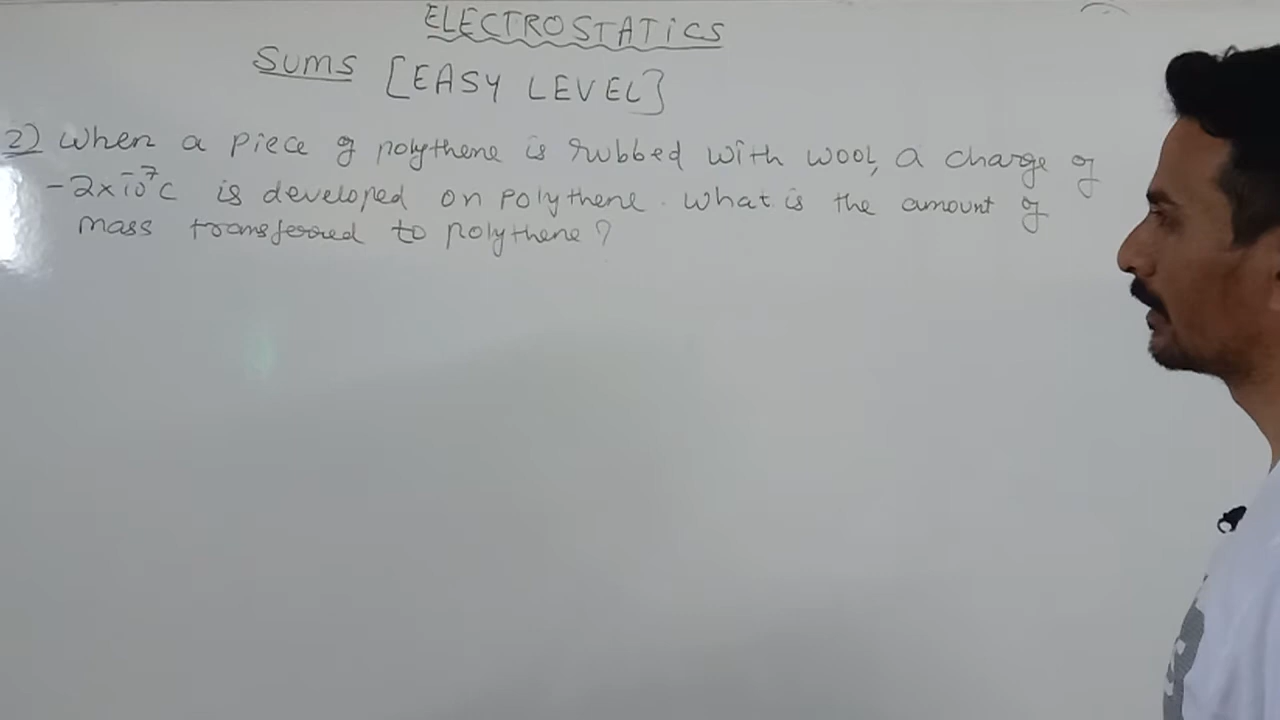 ELECTROSTATICS
SUMS [EASY LEVEL]
2) When a piece of polythene is rubbed with wool, a charge of
-2×10⁻⁷C is developed on polythene. What is the amount of
mass transferred to polythene?